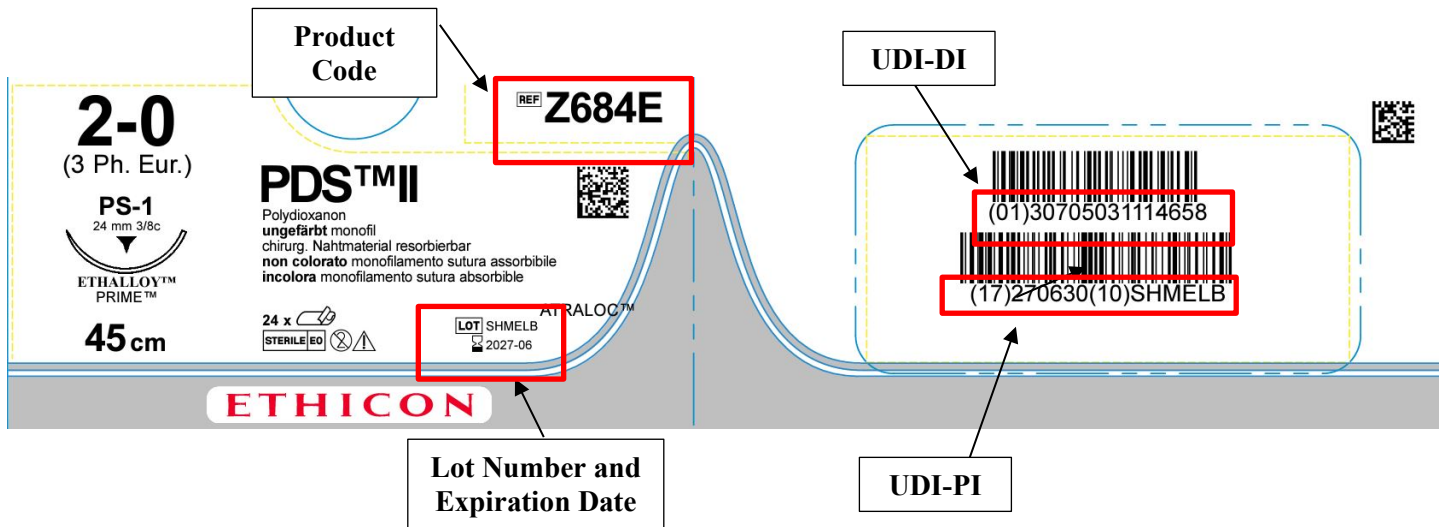 Product
Code
UDI-DI
REF Z684E
2-0
(3 Ph. Eur.)
PS-1
24 mm 3/8c
ETHALLOY™
PRIME™
45 cm
PDS™II
Polydioxanon
ungefärbt monofil
chirurg. Nahtmaterial resorbierbar
non colorato monofilamento sutura assorbibile
incolora monofilamento sutura absorbible
ATRALOC™
24 x
STERILE EO
LOT SHMELB
2027-06
(01)30705031114658
(17)270630(10)SHMELB
ETHICON
Lot Number and
Expiration Date
UDI-PI